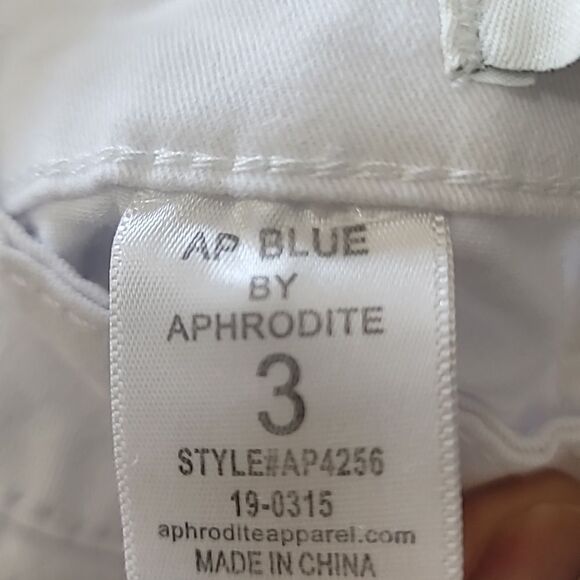 AP BLUE
BY
APHRODITE
3
STYLE#AP4256
19-0315
aphroditeapparel.com
MADE IN CHINA